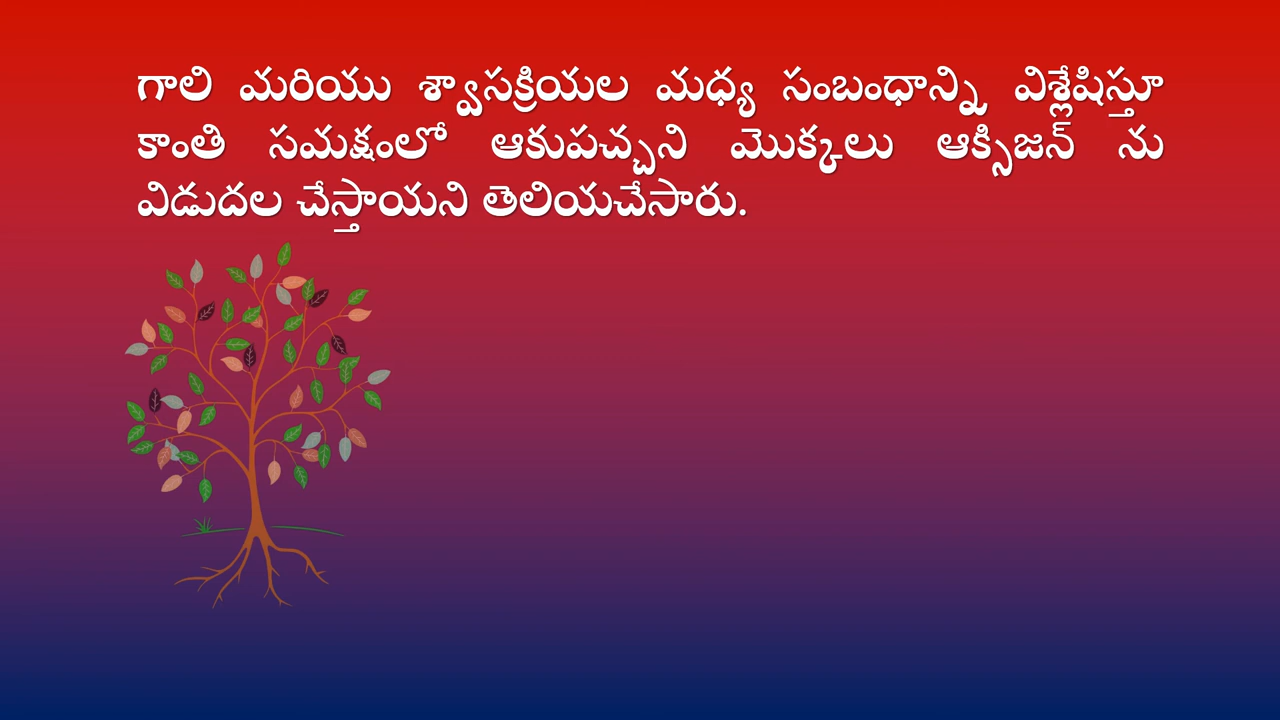 గాలి మరియు శ్వాసక్రియల మధ్య సంబంధాన్ని విశ్లేషిస్తూ
కాంతి సమక్షంలో ఆకుపచ్చని మొక్కలు ఆక్సిజన్ ను
విడుదల చేస్తాయని తెలియచేసారు.